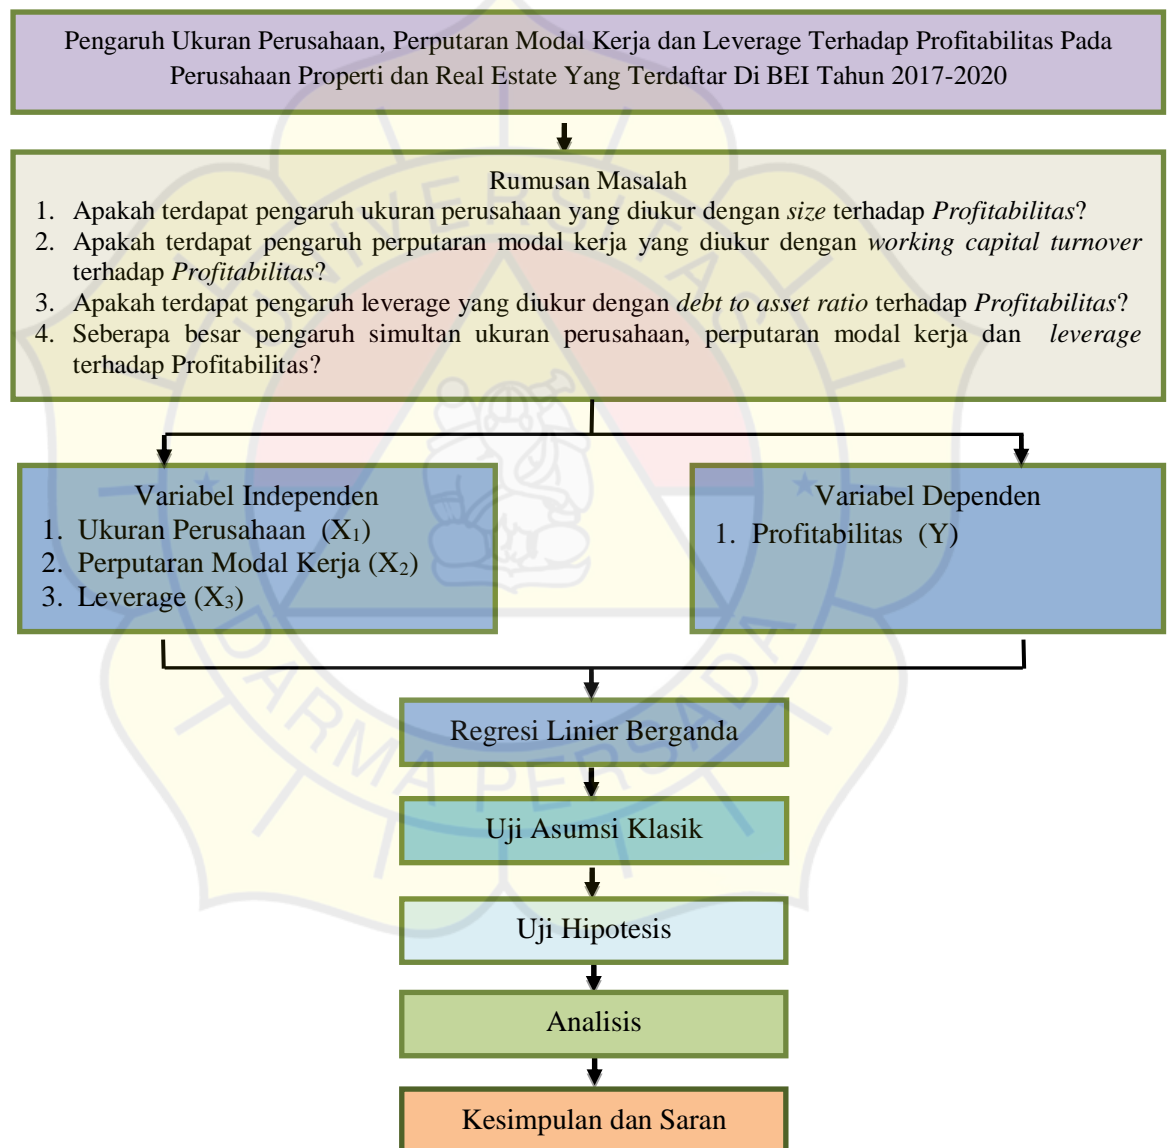 Pengaruh Ukuran Perusahaan, Perputaran Modal Kerja dan Leverage Terhadap Profitabilitas Pada
Perusahaan Properti dan Real Estate Yang Terdaftar Di BEI Tahun 2017-2020
Rumusan Masalah
1. Apakah terdapat pengaruh ukuran perusahaan yang diukur dengan size terhadap Profitabilitas?
2. Apakah terdapat pengaruh perputaran modal kerja yang diukur dengan working capital turnover
terhadap Profitabilitas?
3. Apakah terdapat pengaruh leverage yang diukur dengan debt to asset ratio terhadap Profitabilitas?
4. Seberapa besar pengaruh simultan ukuran perusahaan, perputaran modal kerja dan leverage
terhadap Profitabilitas?
Variabel Independen
1. Ukuran Perusahaan (X₁)
2. Perputaran Modal Kerja (X₂)
3. Leverage (X₃)
Variabel Dependen
1. Profitabilitas (Y)
Regresi Linier Berganda
Uji Asumsi Klasik
Uji Hipotesis
Analisis
Kesimpulan dan Saran
UNIVERSITAS
DARMA PERSADA